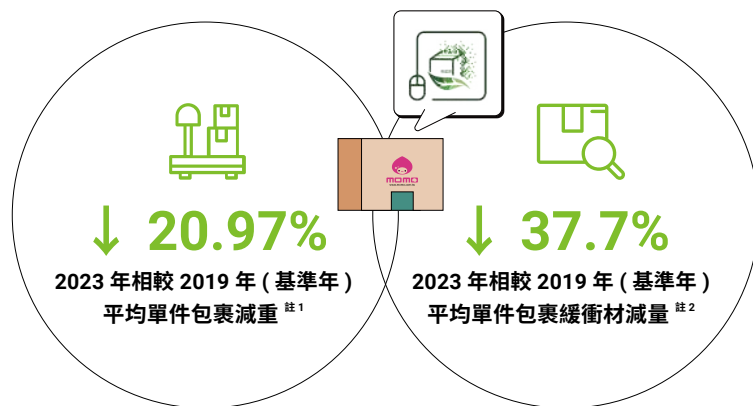 momo
↓ 20.97%
2023 年相較 2019 年 ( 基準年 )
平均單件包裹減重 註1
↓ 37.7%
2023 年相較 2019 年 ( 基準年 )
平均單件包裹緩衝材減量 註2